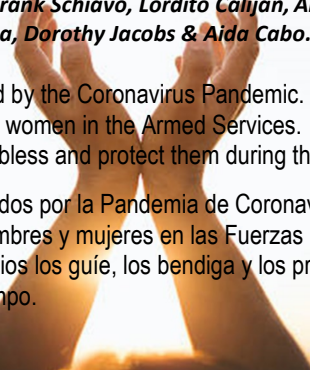 rank Schiavo, Lordito Calijan,
a, Dorothy Jacobs & Aida Cabo.
d by the Coronavirus Pandemic.
women in the Armed Services.
bless and protect them during th
dos por la Pandemia de Coronav
mbres y mujeres en las Fuerzas
ios los guíe, los bendiga y los pr
mpo.